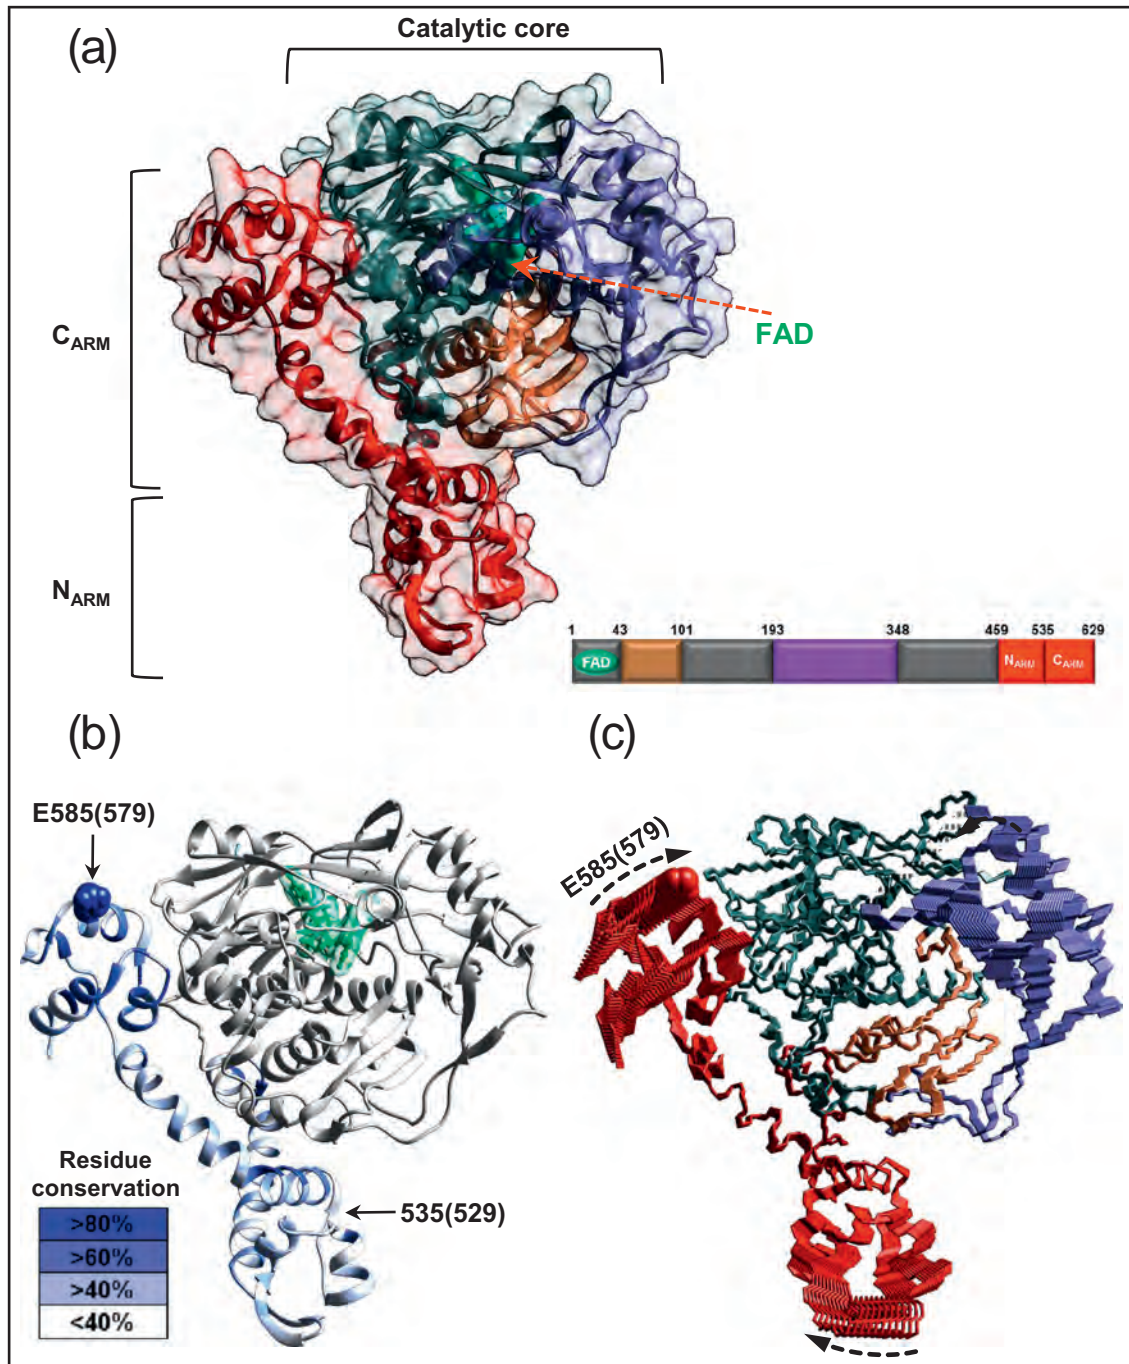 (a)
Catalytic core
CARM
FAD
NARM
1 43 101 193 348 459 535 629
FAD NARM CARM
(b)
(c)
E585(579)
E585(579)
535(529)
Residue
conservation
>80%
>60%
>40%
<40%